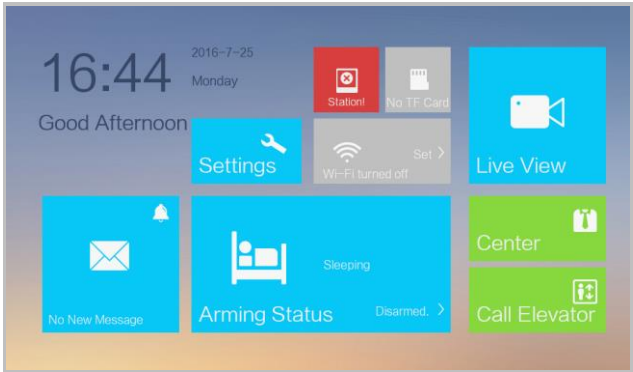 16:44
2016-7-25
Monday
Good Afternoon
Station!
No TF Card
Settings
Set >
Wi-Fi turned off
Live View
No New Message
Sleeping
Arming Status
Disarmed. >
Center
Call Elevator